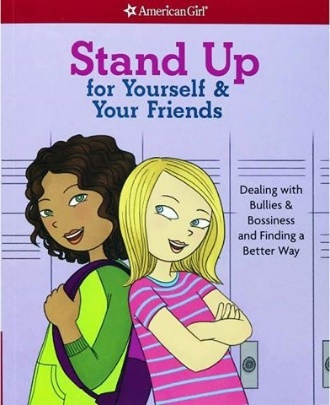 American Girl®
Stand Up
for Yourself &
Your Friends
Dealing with
Bullies &
Bossiness
and Finding a
Better Way